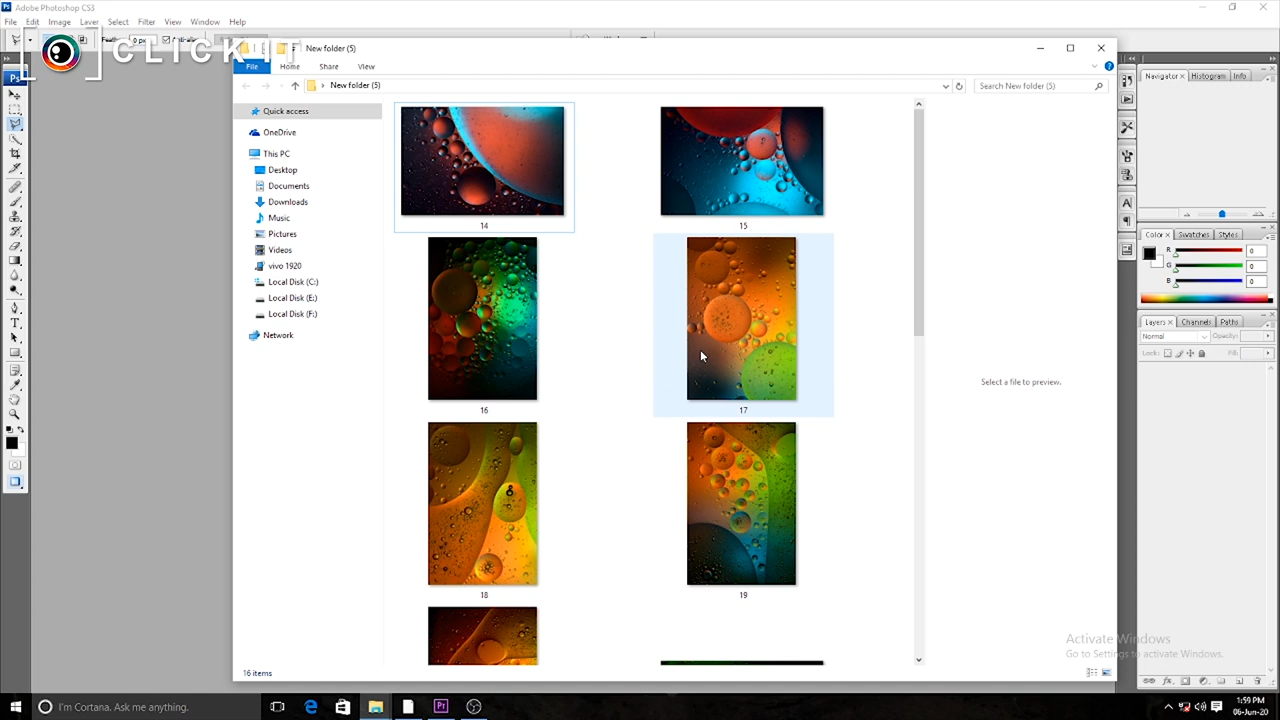 Adobe Photoshop CS3
File Edit Image Layer Select Filter View Window Help
CLICK IT
New folder (5)
File Home Share View
New folder (5)
Search New folder (5)
Quick access
OneDrive
This PC
Desktop
Documents
Downloads
Music
Pictures
Videos
vivo 1920
Local Disk (C:)
Local Disk (E:)
Local Disk (F:)
Network
14
15
16
17
18
19
Select a file to preview.
16 items
Navigator Histogram Info
Color Swatches Styles
R 0
G 0
B 0
Layers Channels Paths
Normal Opacity:
Lock: Fill:
Activate Windows
Go to Settings to activate Windows.
I'm Cortana. Ask me anything.
1:59 PM
06-Jun-20